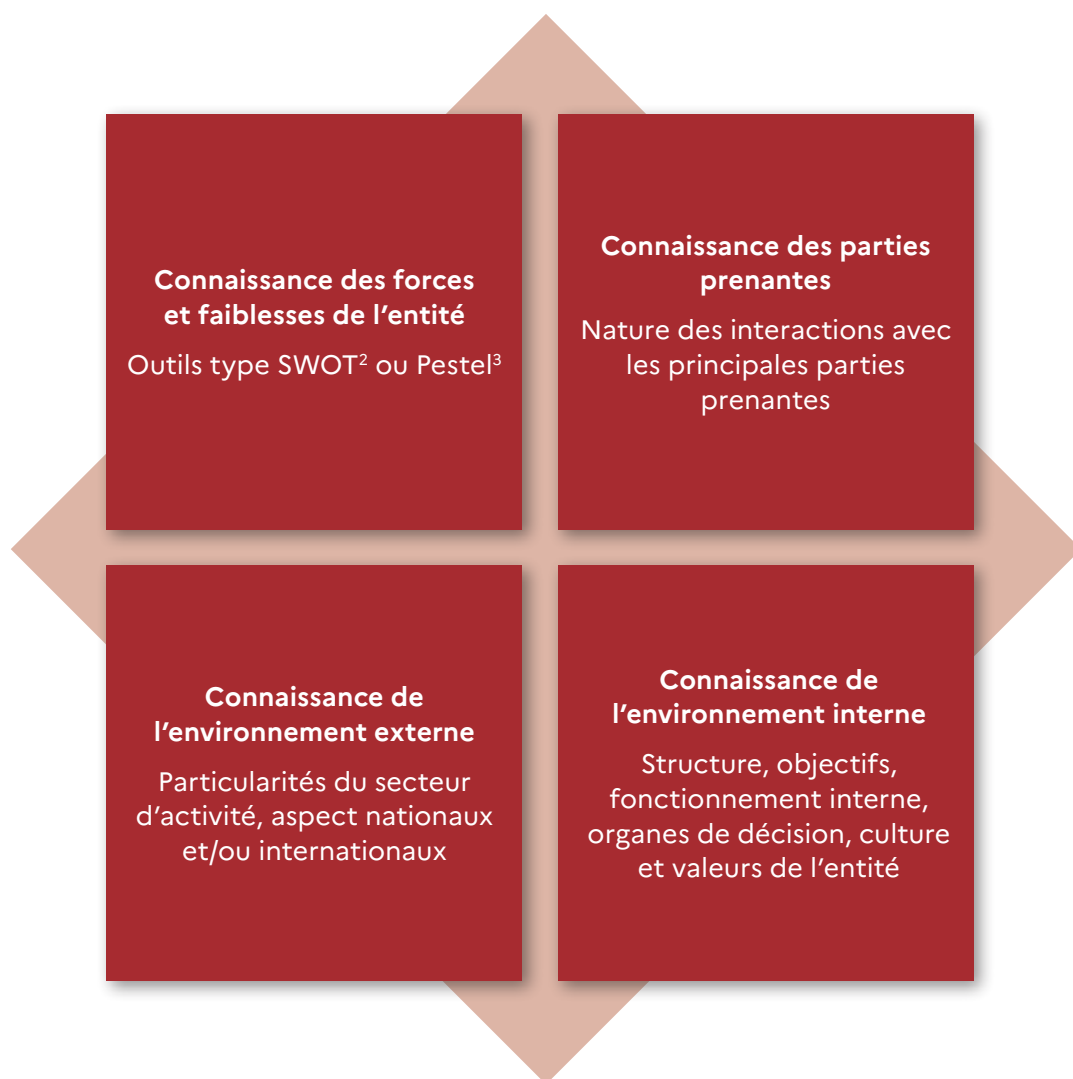 Connaissance des forces
et faiblesses de l’entité
Outils type SWOT² ou Pestel³
Connaissance des parties
prenantes
Nature des interactions avec
les principales parties
prenantes
Connaissance de
l’environnement externe
Particularités du secteur
d’activité, aspect nationaux
et/ou internationaux
Connaissance de
l’environnement interne
Structure, objectifs,
fonctionnement interne,
organes de décision, culture
et valeurs de l’entité